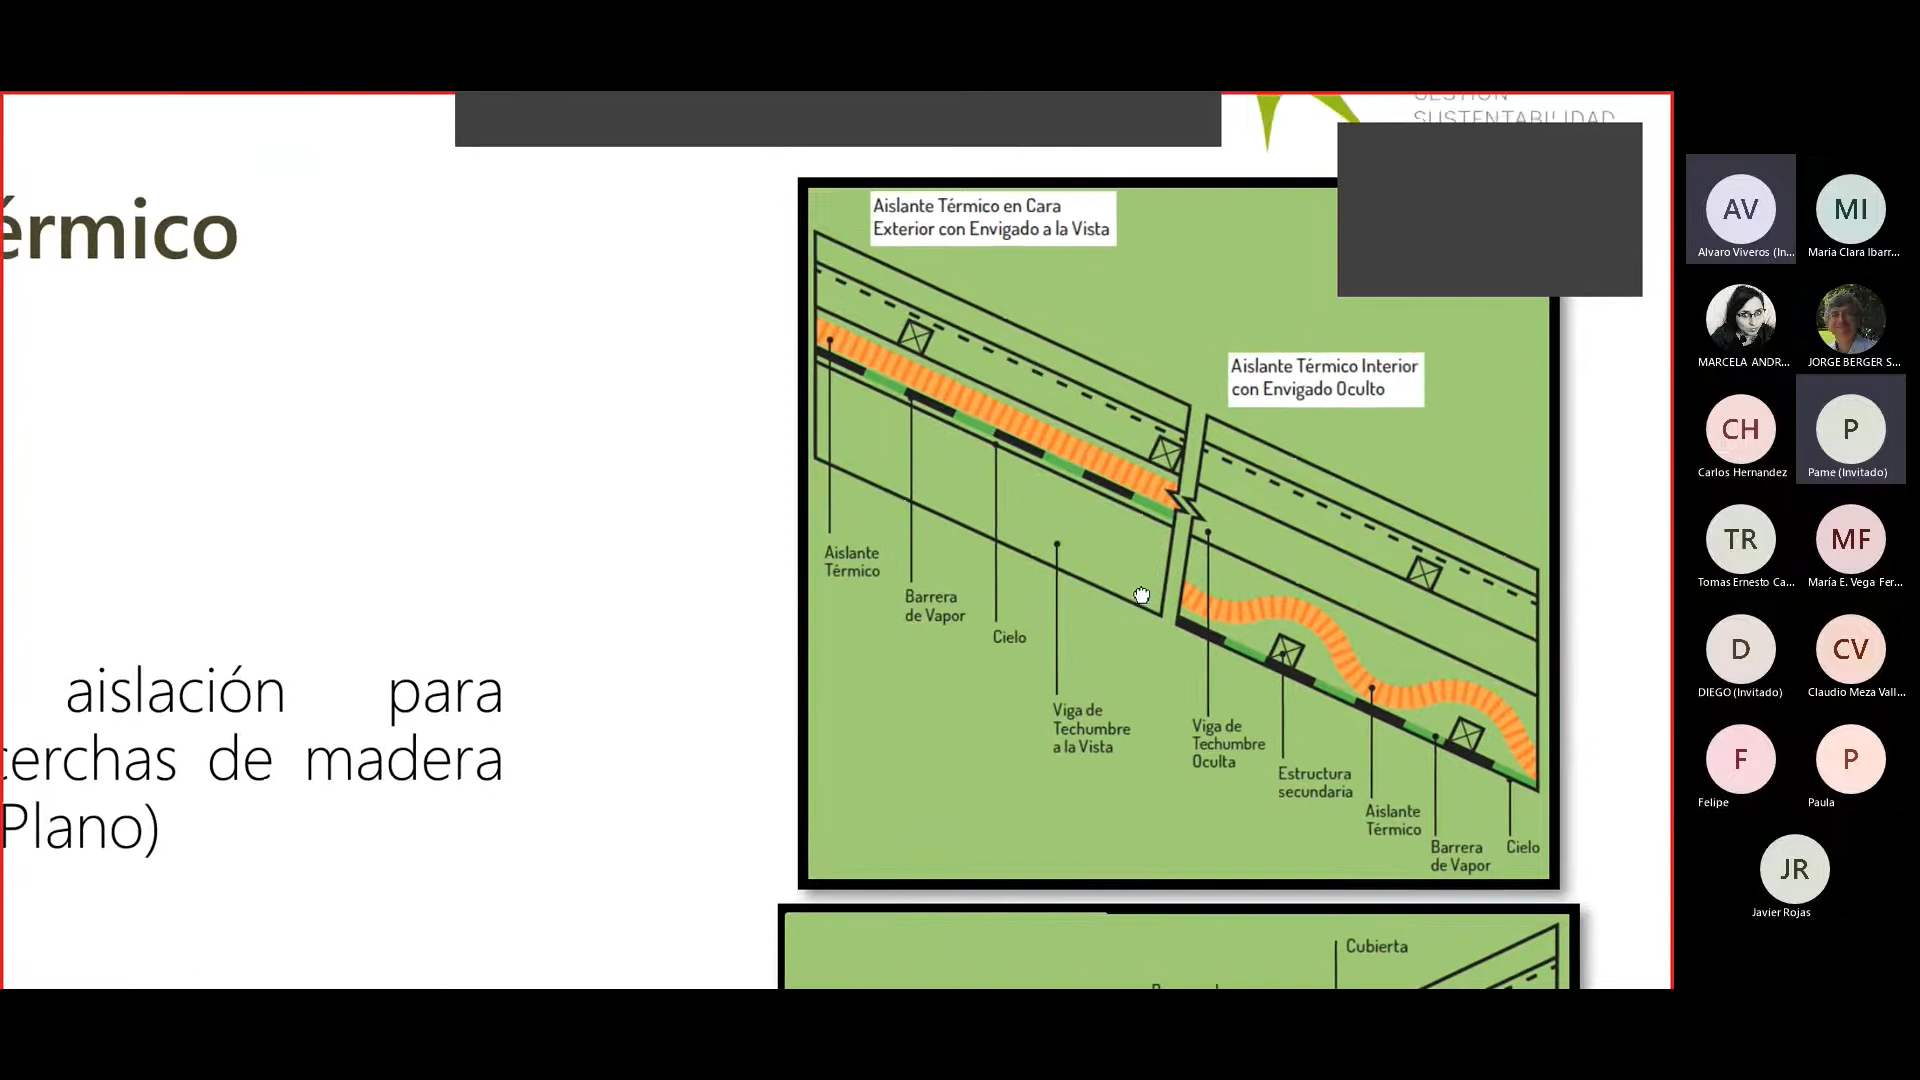 SUSTENTABILIDAD
érmico
aislación para
cerchas de madera
Plano)
Aislante Térmico en Cara
Exterior con Envigado a la Vista
Aislante Térmico Interior
con Envigado Oculto
Aislante
Térmico
Barrera
de Vapor
Cielo
Viga de
Techumbre
a la Vista
Viga de
Techumbre
Oculta
Estructura
secundaria
Aislante
Térmico
Barrera
de Vapor
Cielo
Cubierta
AV
Alvaro Viveros (In...
MI
Maria Clara Ibarr...
MARCELA ANDR...
JORGE BERGER S...
CH
Carlos Hernandez
P
Pame (Invitado)
TR
Tomas Ernesto Ca...
MF
María E. Vega Fer...
D
DIEGO (Invitado)
CV
Claudio Meza Vall...
F
Felipe
P
Paula
JR
Javier Rojas